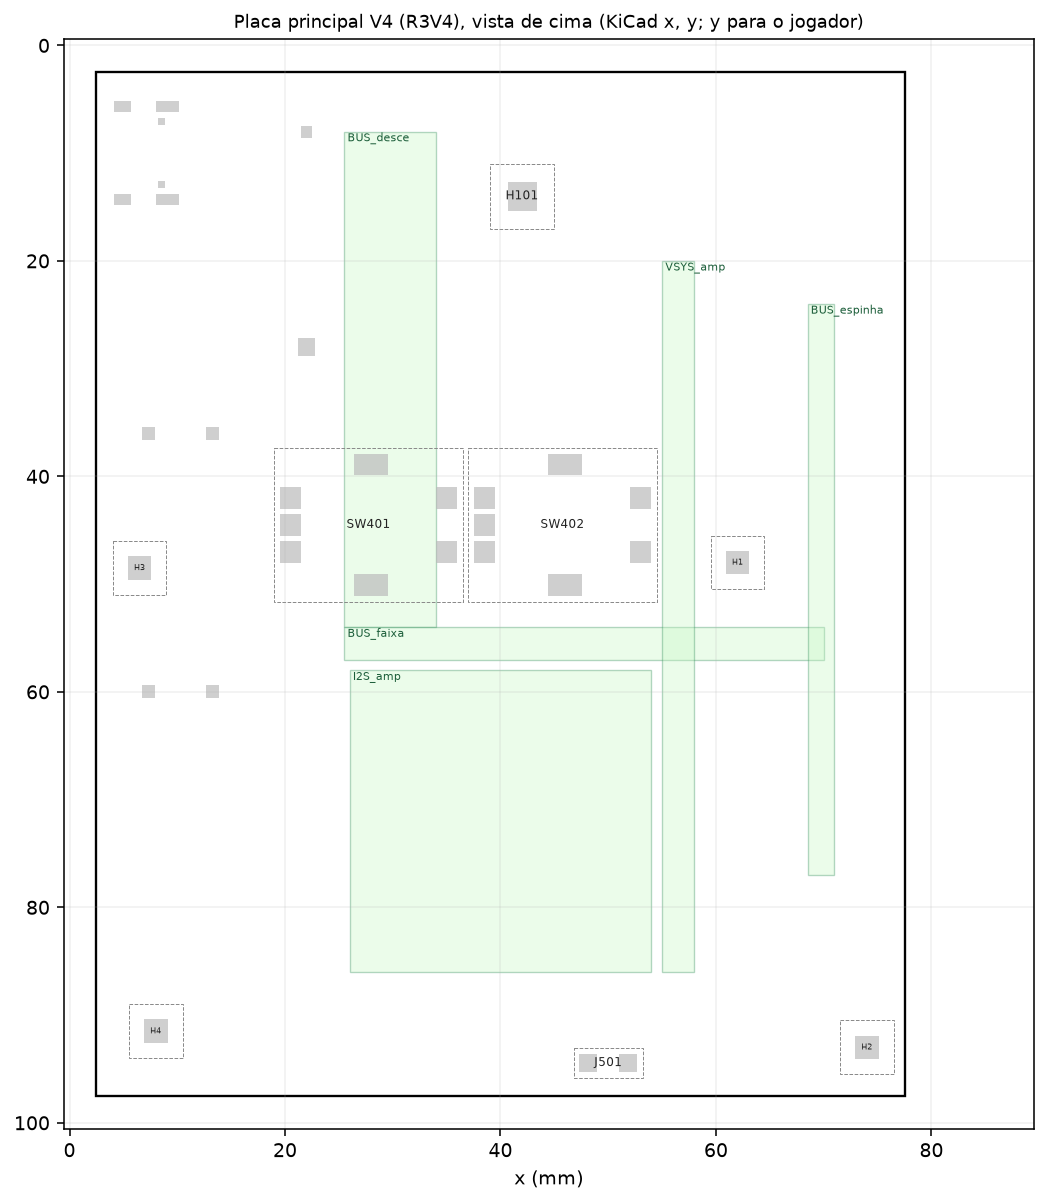 Placa principal V4 (R3V4), vista de cima (KiCad x, y; y para o jogador)
0
BUS_desce
H101
20
VSYS_amp
BUS_espinha
40
SW401
SW402
H3
H1
BUS_faixa
60
I2S_amp
80
H4
H2
J501
100
0
20
40
60
80
x (mm)